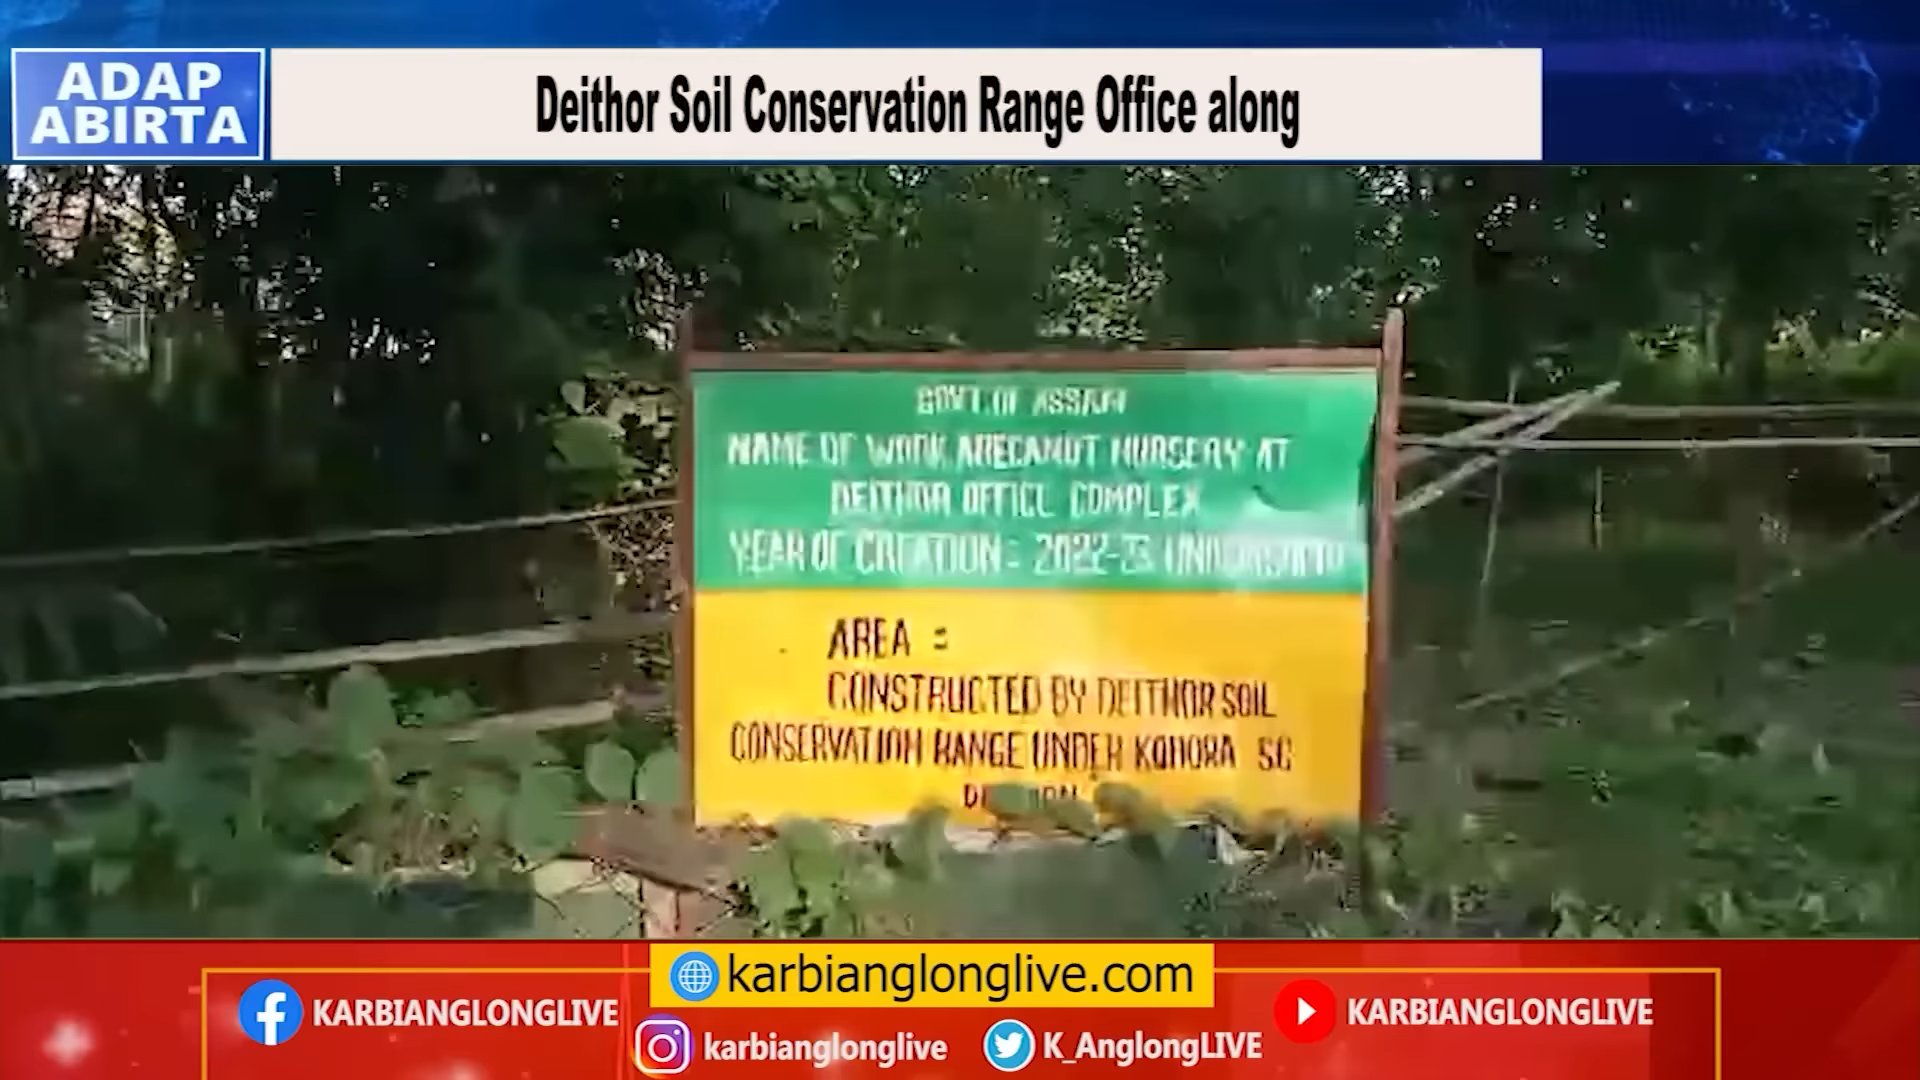 ADAP
ABIRTA
Deithor Soil Conservation Range Office along
GOVT. OF ASSAM
NAME OF WORK ARECANUT NURSERY AT
DEITHOR OFFICE COMPLEX
YEAR OF CREATION = 2022-23
AREA =
CONSTRUCTED BY DEITHOR SOIL
CONSERVATION RANGE UNDER KOHORA SC
karbianglonglive.com
KARBIANGLONGLIVE
karbianglonglive
K_AnglongLIVE
KARBIANGLONGLIVE